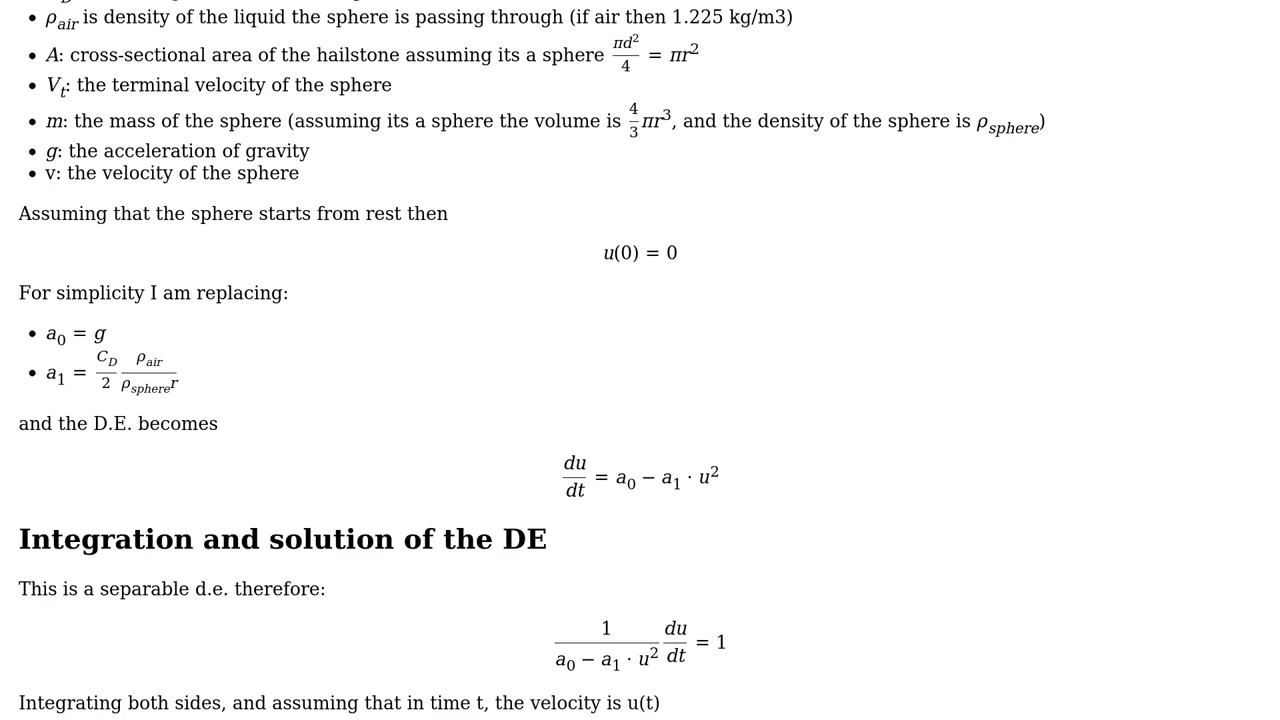 • ρ_air is density of the liquid the sphere is passing through (if air then 1.225 kg/m3)
• A: cross-sectional area of the hailstone assuming its a sphere πd²/4 = πr²
• V_t: the terminal velocity of the sphere
• m: the mass of the sphere (assuming its a sphere the volume is 4/3 πr³, and the density of the sphere is ρ_sphere)
• g: the acceleration of gravity
• v: the velocity of the sphere
Assuming that the sphere starts from rest then
u(0) = 0
For simplicity I am replacing:
• a₀ = g
• a₁ = C_D/2 ρ_air/ρ_sphere r
and the D.E. becomes
du/dt = a₀ − a₁ · u²
Integration and solution of the DE
This is a separable d.e. therefore:
1/(a₀ − a₁ · u²) du/dt = 1
Integrating both sides, and assuming that in time t, the velocity is u(t)